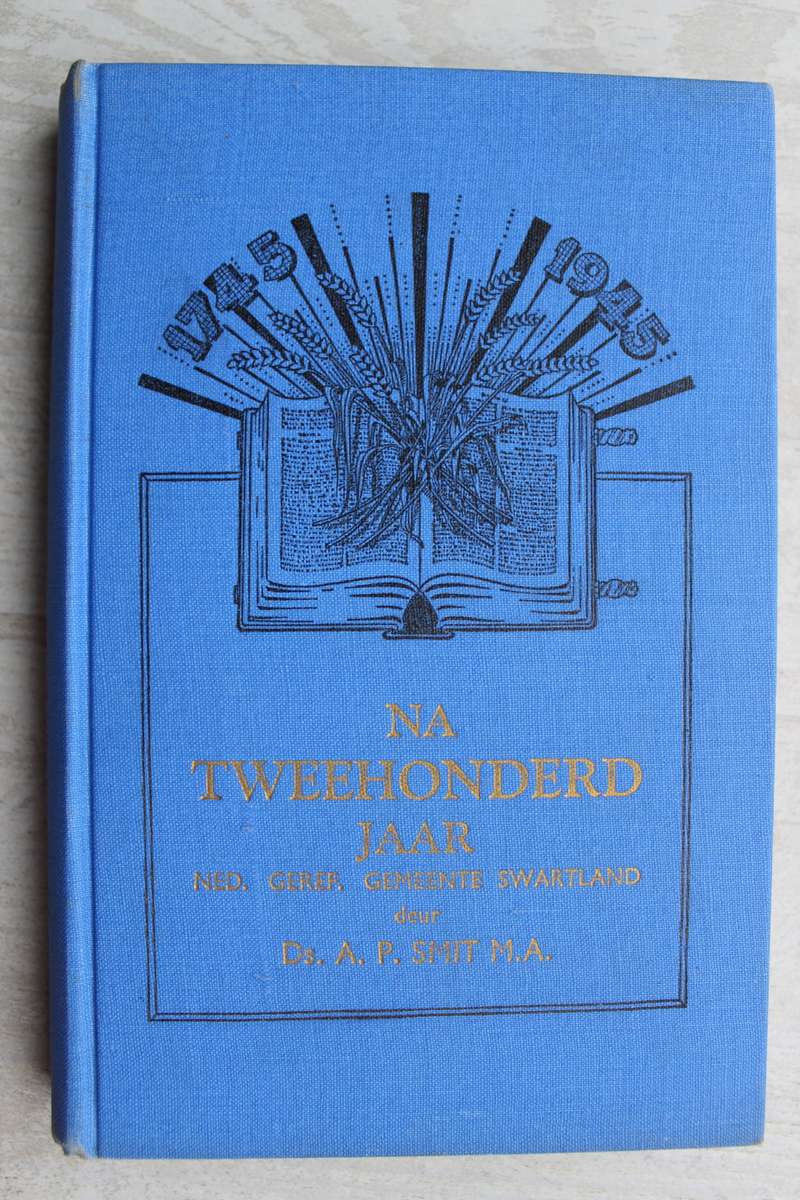 1745 1945
NA
TWEEHONDERD
JAAR
NED. GEREF. GEMEENTE SWARTLAND
deur
Ds. A. P. SMIT M.A.